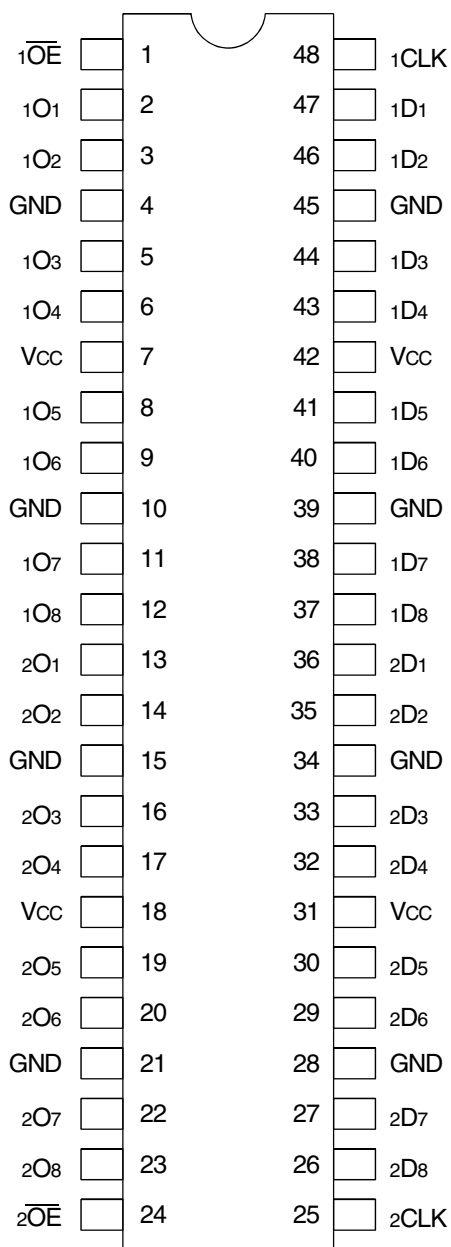 1O̅E̅ 1 48 1CLK
1O1 2 47 1D1
1O2 3 46 1D2
GND 4 45 GND
1O3 5 44 1D3
1O4 6 43 1D4
VCC 7 42 VCC
1O5 8 41 1D5
1O6 9 40 1D6
GND 10 39 GND
1O7 11 38 1D7
1O8 12 37 1D8
2O1 13 36 2D1
2O2 14 35 2D2
GND 15 34 GND
2O3 16 33 2D3
2O4 17 32 2D4
VCC 18 31 VCC
2O5 19 30 2D5
2O6 20 29 2D6
GND 21 28 GND
2O7 22 27 2D7
2O8 23 26 2D8
2O̅E̅ 24 25 2CLK